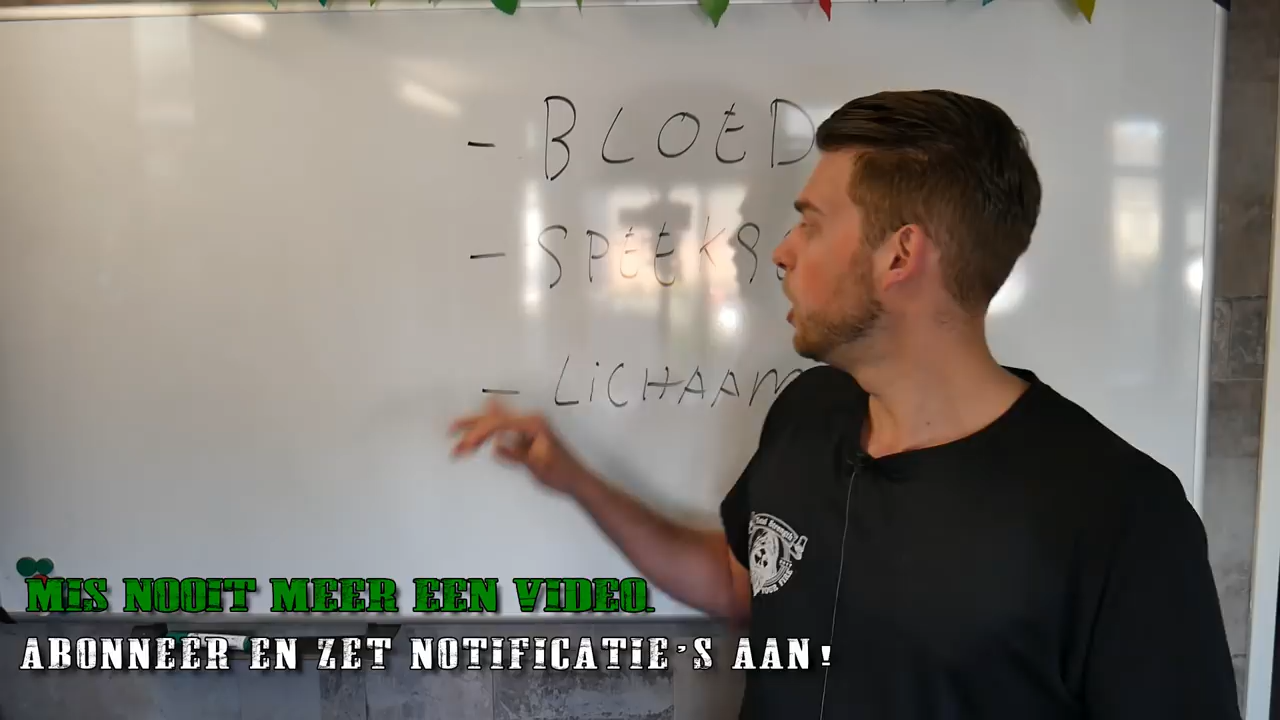 - BLOED
- SPEEKS
- LiCHAAM
MIS NOOIT MEER EEN VIDEO.
ABONNEER EN ZET NOTIFICATIE'S AAN!